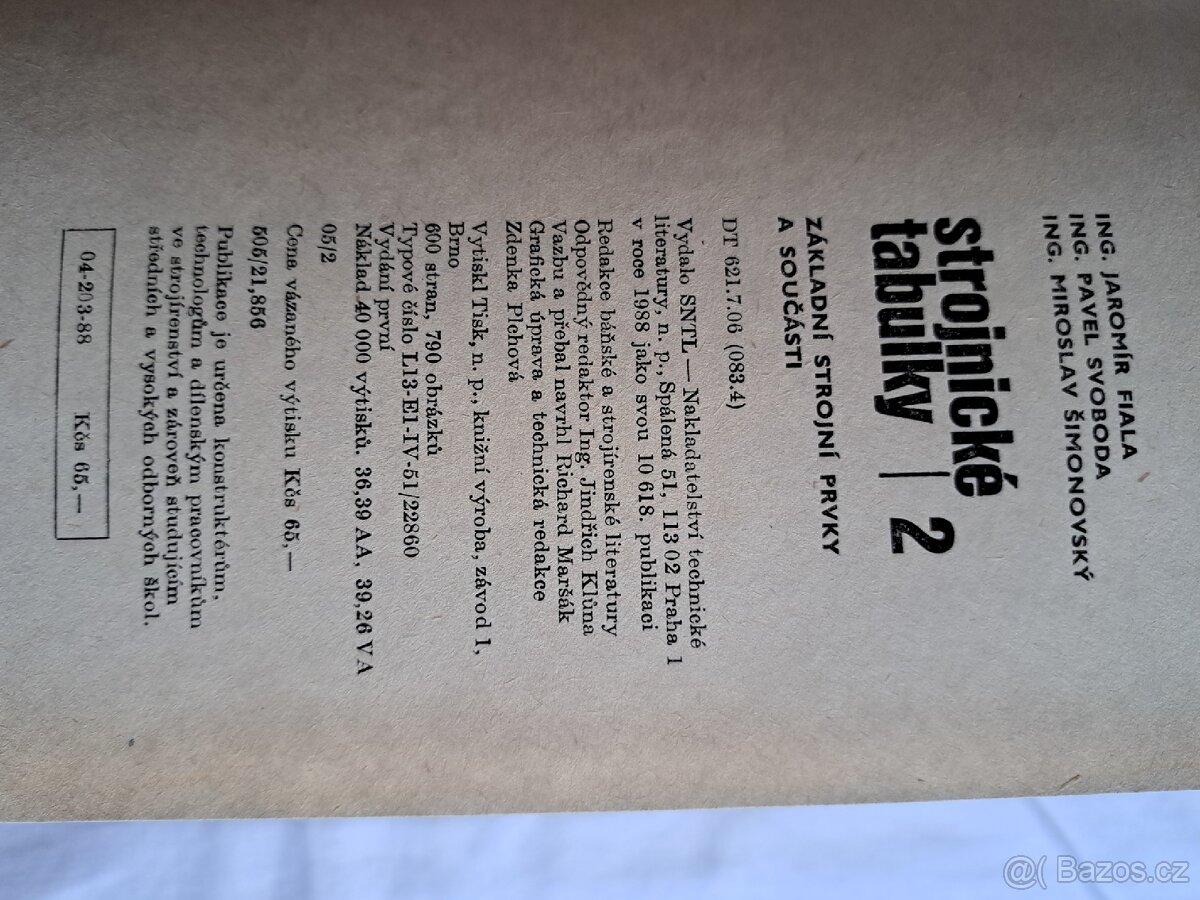 ING. JAROMÍR FIALA
ING. PAVEL SVOBODA
ING. MIROSLAV ŠIMONOVSKÝ
strojnické
tabulky | 2
ZÁKLADNÍ STROJNÍ PRVKY
A SOUČÁSTI
DT 621.7.06 (083.4)
Vydalo SNTL — Nakladatelství technické
literatury, n. p., Spálená 51, 113 02 Praha 1
v roce 1988 jako svou 10 618. publikaci
Redakce báňské a strojírenské literatury
Odpovědný redaktor Ing. Jindřich Klůna
Vazbu a přebal navrhl Richard Maršák
Grafická úprava a technická redakce
Zdenka Plchová
Vytiskl Tisk, n. p., knižní výroba, závod 1,
Brno
600 stran, 790 obrázků
Typové číslo L13-E1-IV-51/22860
Vydání první
Náklad 40 000 výtisků. 36,39 AA, 39,26 VA
05/2
Cena vázaného výtisku Kčs 65,—
505/21,856
Publikace je určena konstruktérům,
technologům a dílenským pracovníkům
ve strojírenství a zároveň studujícím
středních a vysokých odborných škol.
04-203-88 Kčs 65,—
@( Bazos.cz